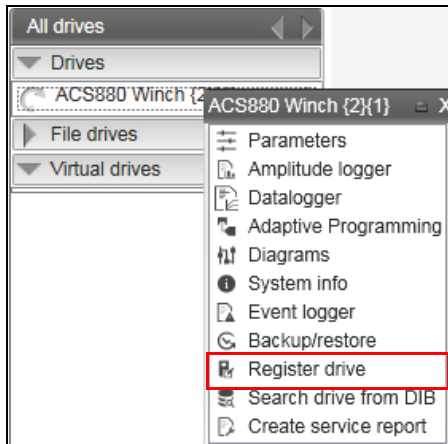 All drives
Drives
ACS880 Winch {2}
ACS880 Winch {2}{1} X
File drives
Virtual drives
Parameters
Amplitude logger
Datalogger
Adaptive Programming
Diagrams
System info
Event logger
Backup/restore
Register drive
Search drive from DIB
Create service report